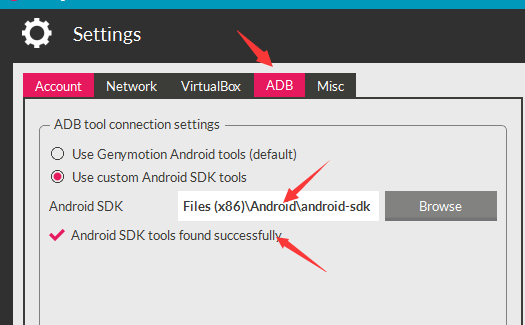 Settings
Account Network VirtualBox ADB Misc
ADB tool connection settings
Use Genymotion Android tools (default)
Use custom Android SDK tools
Android SDK Files (x86)\Android\android-sdk Browse
Android SDK tools found successfully